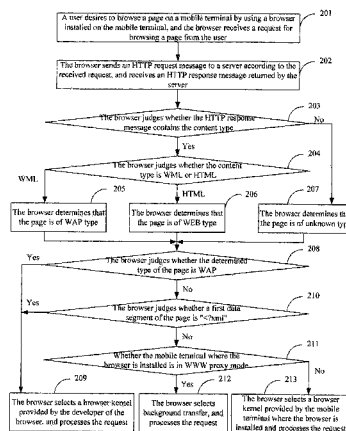 A user desires to browse a page on a mobile terminal by using a browser
installed on the mobile terminal, and the browser receives a request for
browsing a page from the user
201
The browser sends an HTTP request message to a server according to the
received request, and receives an HTTP response message returned by the
server
202
The browser judges whether the HTTP response
message contains the content type
203
No
Yes
The browser judges whether the content
type is WML or HTML
204
WML
HTML
205
The browser determines that
the page is of WAP type
206
The browser determines that
the page is of WEB type
207
The browser determines that
the page is of unknown type
208
The browser judges whether the determined
type of the page is WAP
Yes
No
210
The browser judges whether a first data
segment of the page is "<?xml"
Yes
No
211
Whether the mobile terminal where the
browser is installed is in WWW proxy mode
Yes
No
209
The browser selects a browser kernel
provided by the developer of the
browser, and processes the request
212
The browser selects
background transfer, and
processes the request
213
The browser selects a browser
kernel provided by the mobile
terminal where the browser is
installed and processes the request